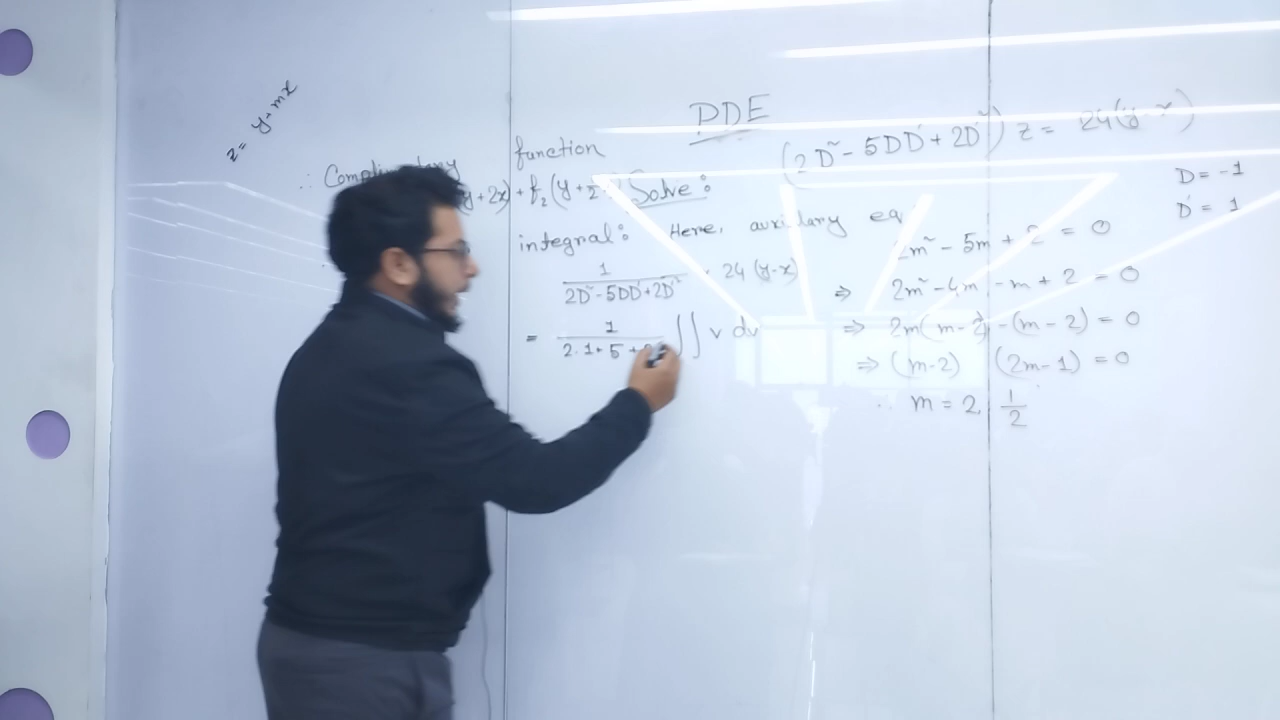 PDE
z = y+mx
Solve: (2D² - 5DD' + 2D'²) z = 24(y-x)
D = -1
D' = 1
function
y+2x) + f₂(y+
integral: Here, auxiliary eq
2m² - 5m + 2 = 0
1/(2D² - 5DD' + 2D'²) · 24 (y-x)
⇒ 2m² - 4m - m + 2 = 0
= 1/(2·1+5+ ∫∫ v dv
⇒ 2m(m-2) - (m-2) = 0
⇒ (m-2) (2m-1) = 0
∴ m = 2, 1/2